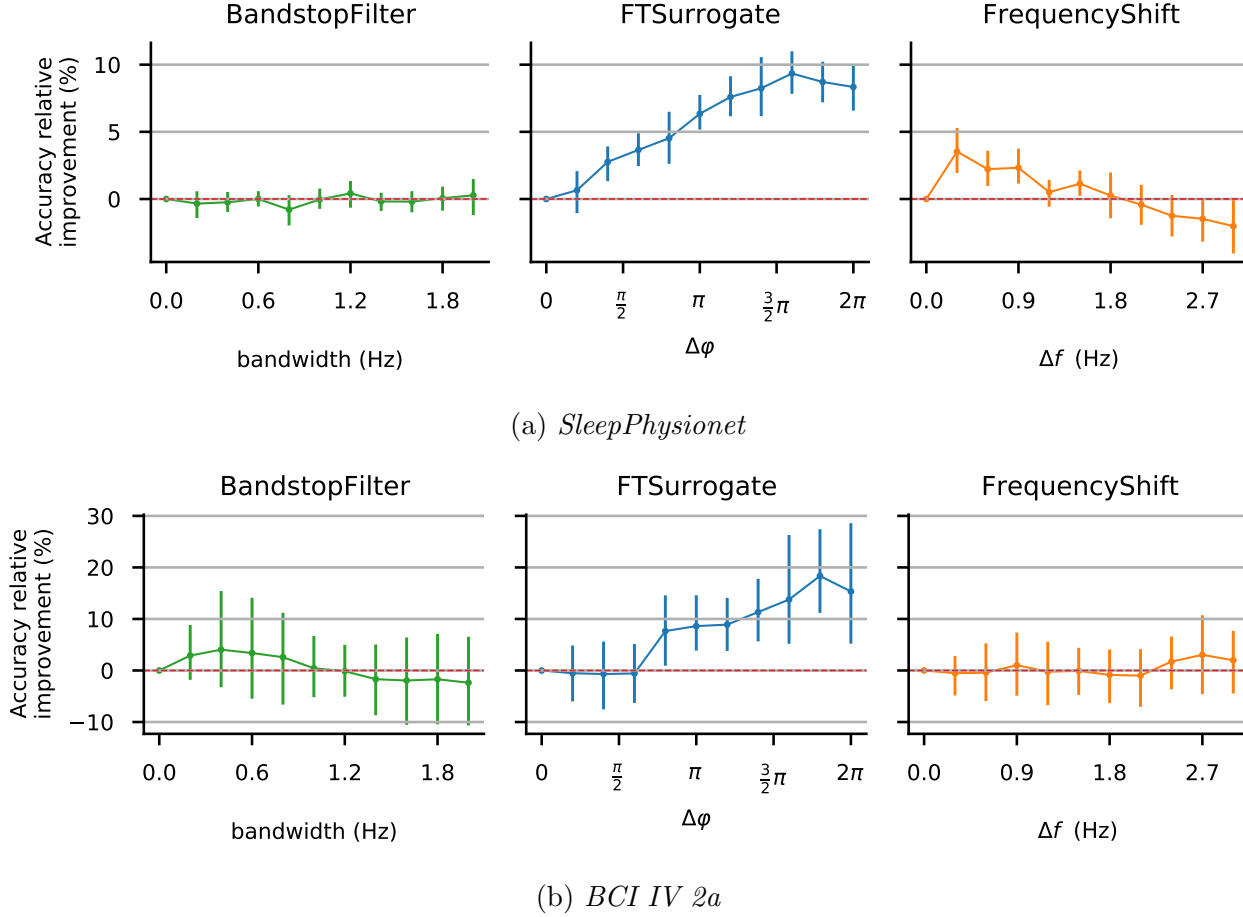 BandstopFilter FTSurrogate FrequencyShift
Accuracy relative
improvement (%)
10
5
0
0.0 0.6 1.2 1.8 0 π/2 π 3/2 π 2π 0.0 0.9 1.8 2.7
bandwidth (Hz) Δφ Δf (Hz)
(a) SleepPhysionet
BandstopFilter FTSurrogate FrequencyShift
Accuracy relative
improvement (%)
30
20
10
0
−10
0.0 0.6 1.2 1.8 0 π/2 π 3/2 π 2π 0.0 0.9 1.8 2.7
bandwidth (Hz) Δφ Δf (Hz)
(b) BCI IV 2a